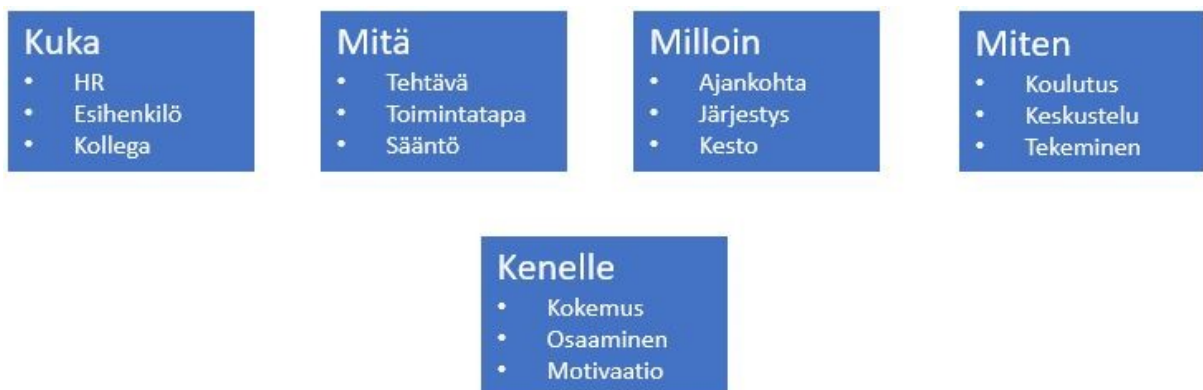 Kuka
• HR
• Esihenkilö
• Kollega
Mitä
• Tehtävä
• Toimintatapa
• Sääntö
Milloin
• Ajankohta
• Järjestys
• Kesto
Miten
• Koulutus
• Keskustelu
• Tekeminen
Kenelle
• Kokemus
• Osaaminen
• Motivaatio